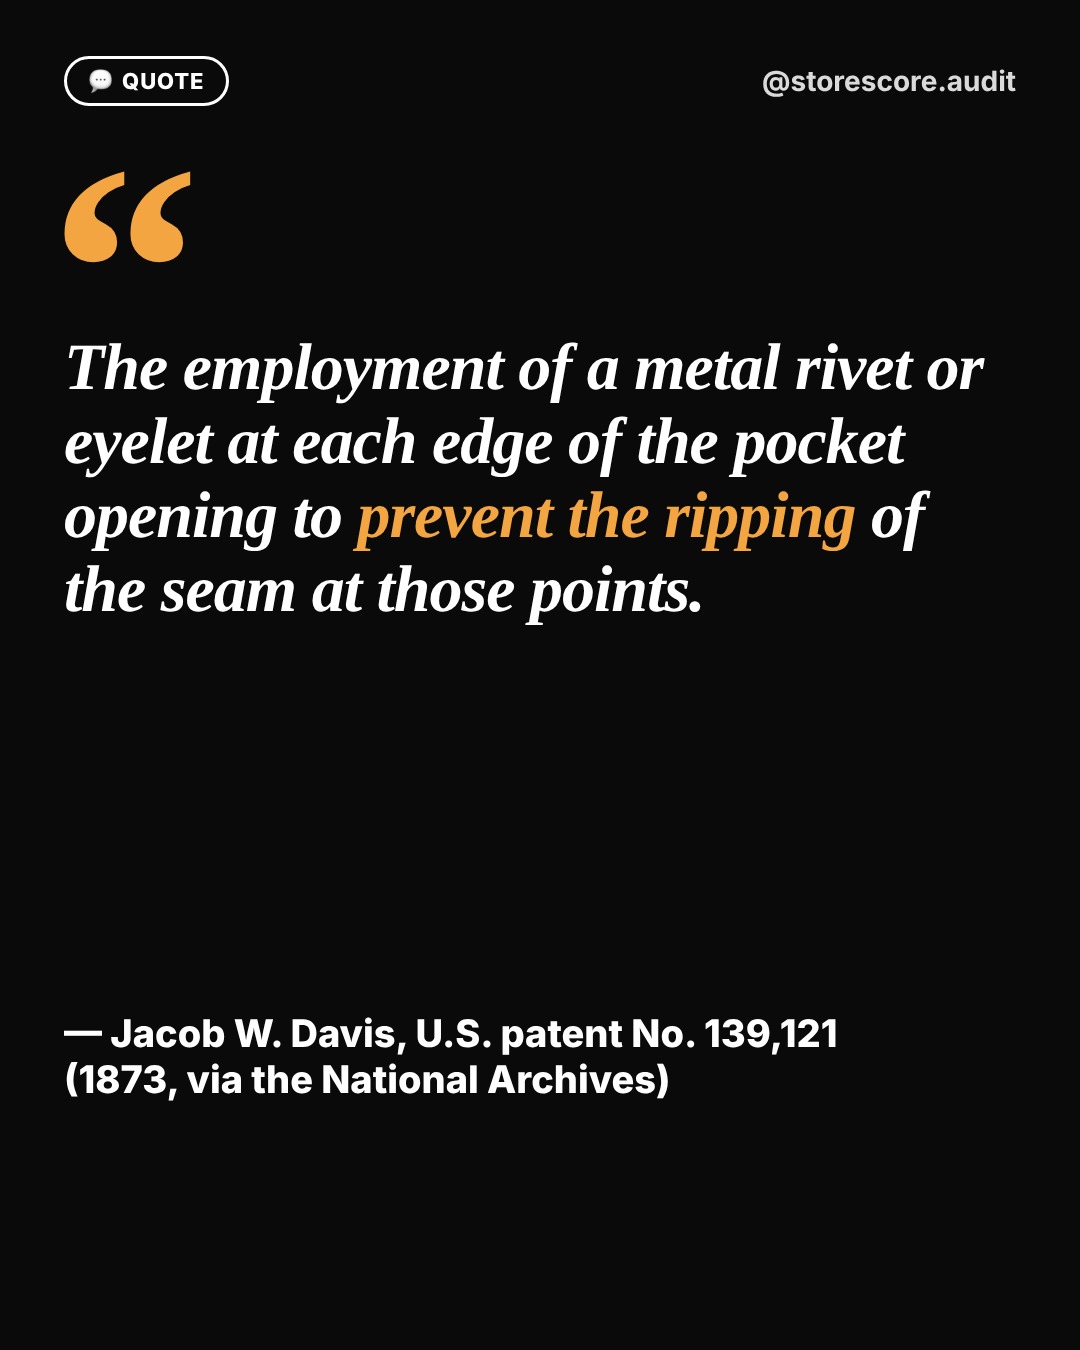 💬 QUOTE
@storescore.audit
“
The employment of a metal rivet or
eyelet at each edge of the pocket
opening to prevent the ripping of
the seam at those points.
— Jacob W. Davis, U.S. patent No. 139,121
(1873, via the National Archives)